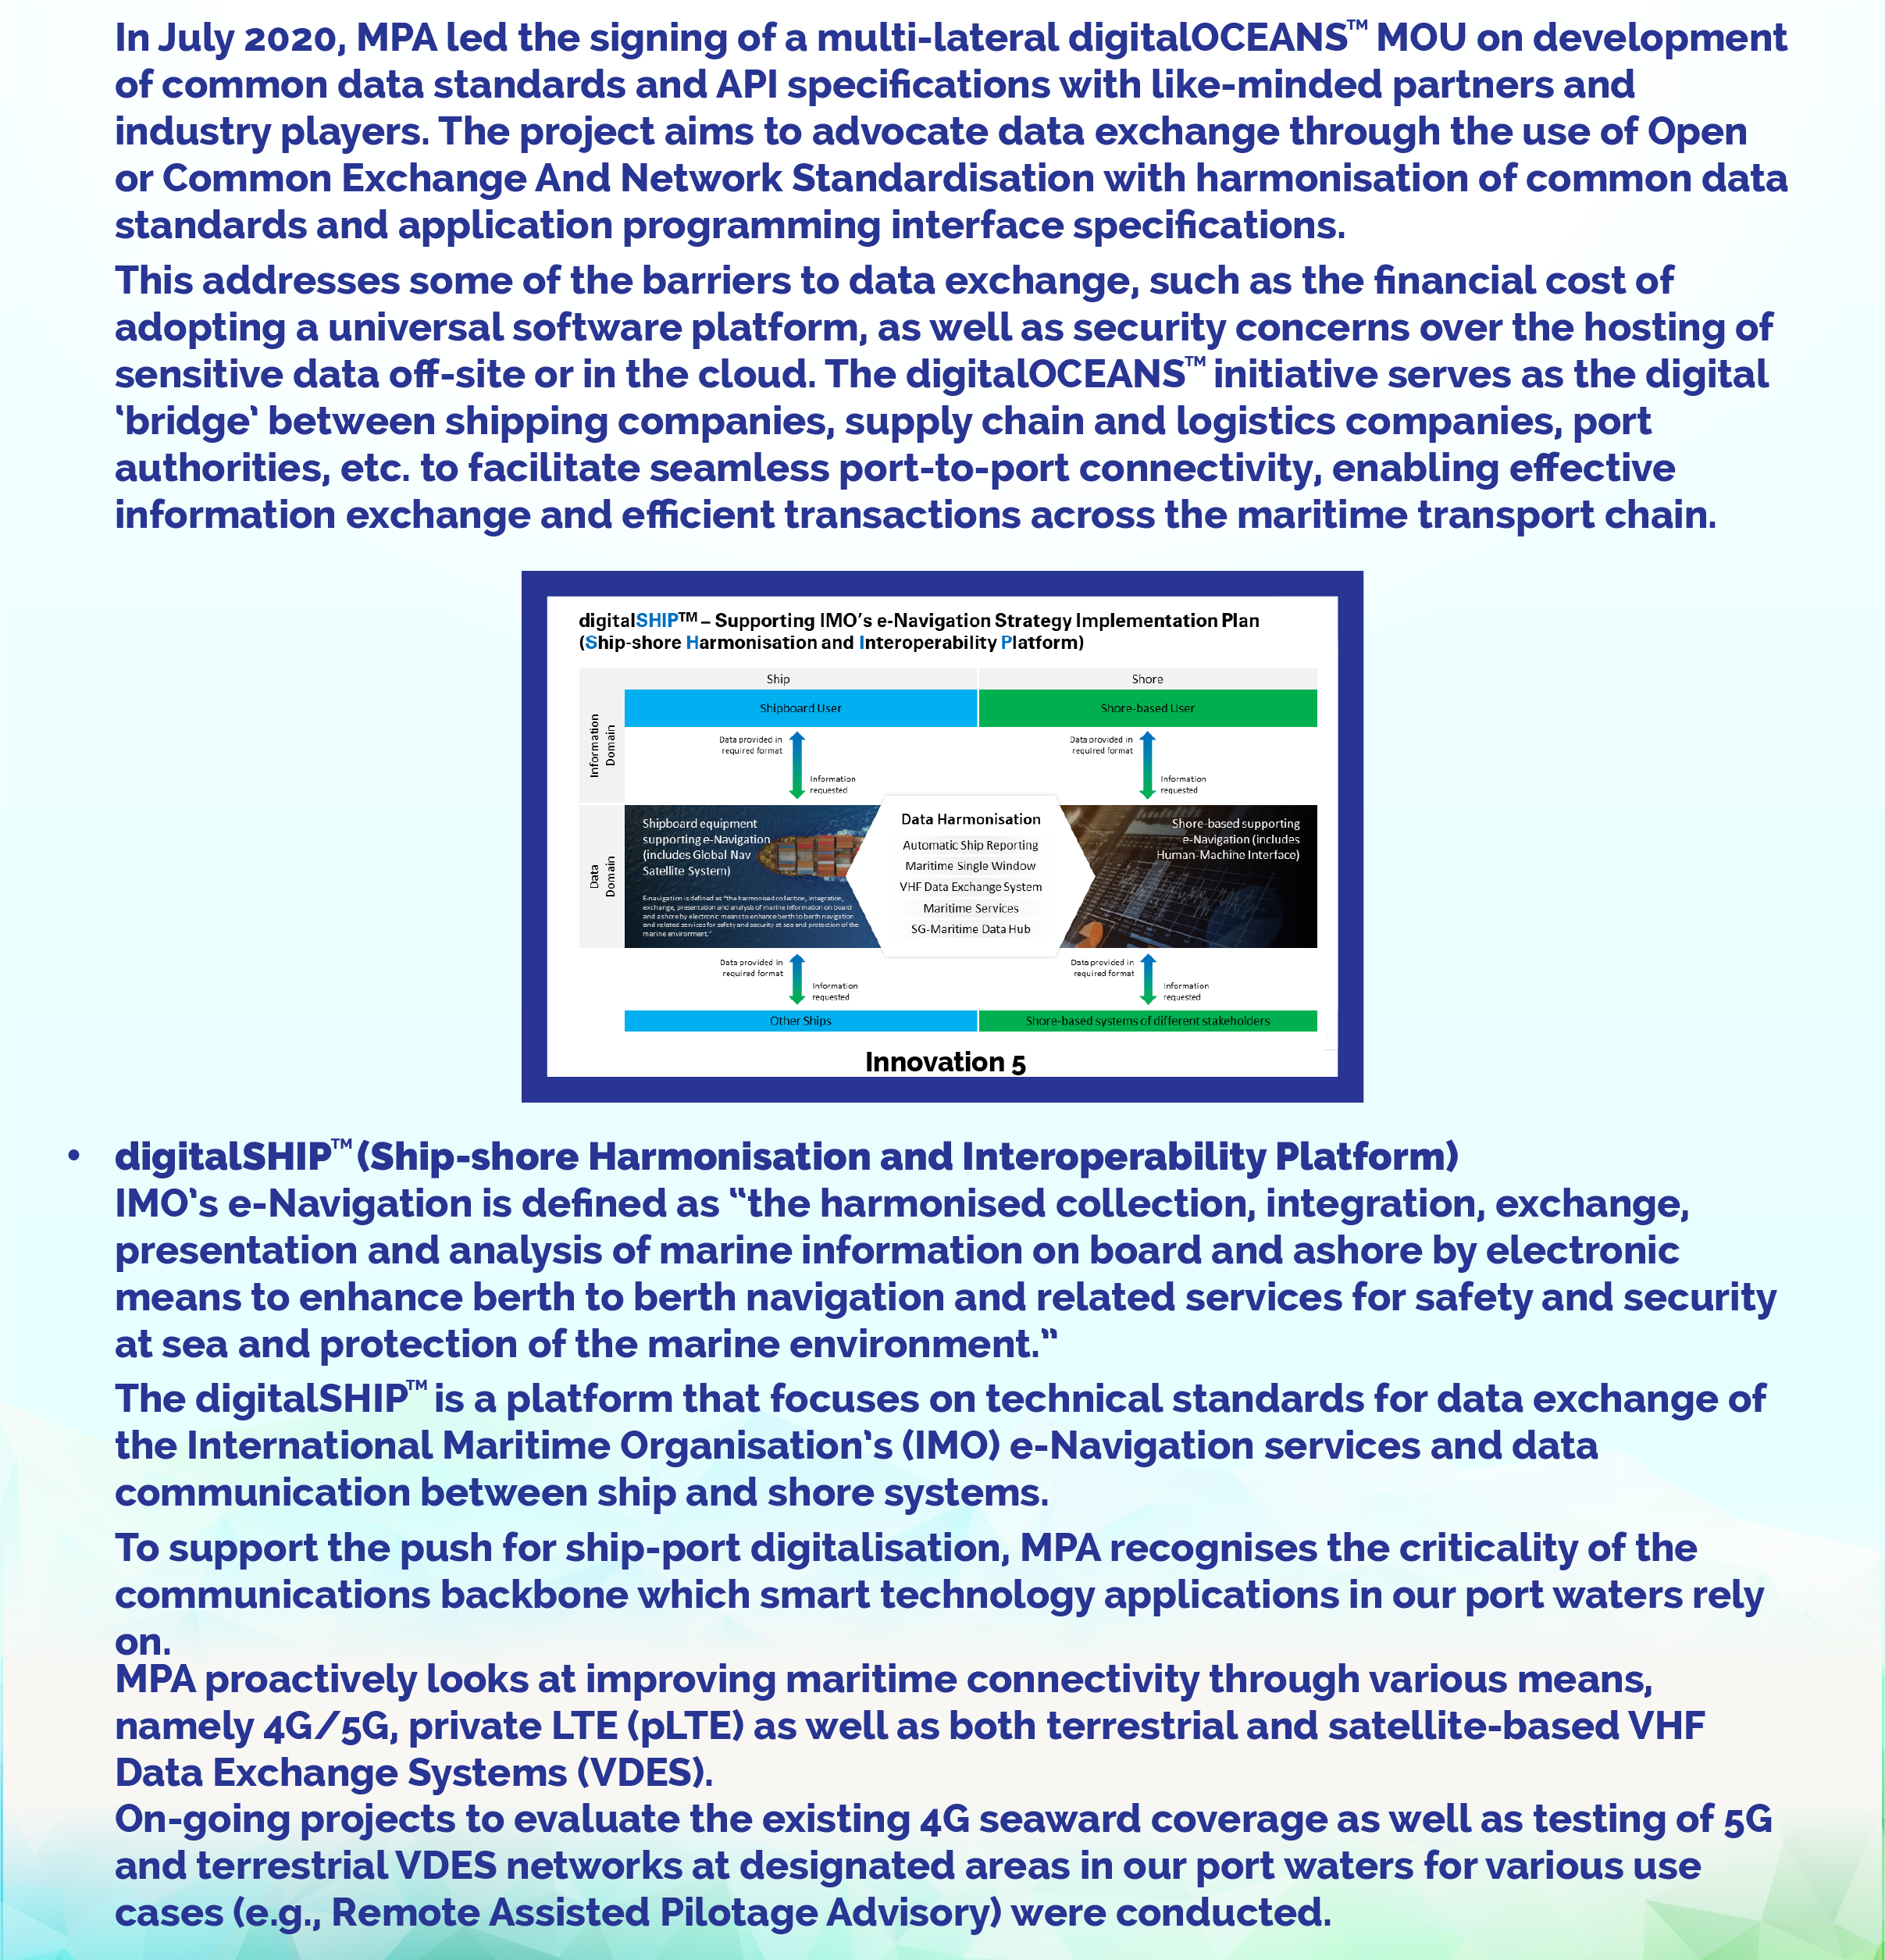 In July 2020, MPA led the signing of a multi-lateral digitalOCEANS™ MOU on development
of common data standards and API specifications with like-minded partners and
industry players. The project aims to advocate data exchange through the use of Open
or Common Exchange And Network Standardisation with harmonisation of common data
standards and application programming interface specifications.
This addresses some of the barriers to data exchange, such as the financial cost of
adopting a universal software platform, as well as security concerns over the hosting of
sensitive data off-site or in the cloud. The digitalOCEANS™ initiative serves as the digital
‘bridge’ between shipping companies, supply chain and logistics companies, port
authorities, etc. to facilitate seamless port-to-port connectivity, enabling effective
information exchange and efficient transactions across the maritime transport chain.
digitalSHIP™ – Supporting IMO’s e-Navigation Strategy Implementation Plan
(Ship-shore Harmonisation and Interoperability Platform)
Ship
Shore
Information
Domain
Shipboard User
Shore-based User
Data provided in
required format
Information
requested
Data provided in
required format
Information
requested
Data
Domain
Shipboard equipment
supporting e-Navigation
(includes Global Nav
Satellite System)
E-navigation is defined as “the harmonised collection, integration,
exchange, presentation and analysis of marine information on board
and ashore by electronic means to enhance berth to berth navigation
and related services for safety and security at sea and protection of the
marine environment.”
Data Harmonisation
Automatic Ship Reporting
Maritime Single Window
VHF Data Exchange System
Maritime Services
SG-Maritime Data Hub
Shore-based supporting
e-Navigation (includes
Human-Machine Interface)
Data provided in
required format
Information
requested
Data provided in
required format
Information
requested
Other Ships
Shore-based systems of different stakeholders
Innovation 5
• digitalSHIP™ (Ship-shore Harmonisation and Interoperability Platform)
IMO’s e-Navigation is defined as “the harmonised collection, integration, exchange,
presentation and analysis of marine information on board and ashore by electronic
means to enhance berth to berth navigation and related services for safety and security
at sea and protection of the marine environment.”
The digitalSHIP™ is a platform that focuses on technical standards for data exchange of
the International Maritime Organisation’s (IMO) e-Navigation services and data
communication between ship and shore systems.
To support the push for ship-port digitalisation, MPA recognises the criticality of the
communications backbone which smart technology applications in our port waters rely
on.
MPA proactively looks at improving maritime connectivity through various means,
namely 4G/5G, private LTE (pLTE) as well as both terrestrial and satellite-based VHF
Data Exchange Systems (VDES).
On-going projects to evaluate the existing 4G seaward coverage as well as testing of 5G
and terrestrial VDES networks at designated areas in our port waters for various use
cases (e.g., Remote Assisted Pilotage Advisory) were conducted.